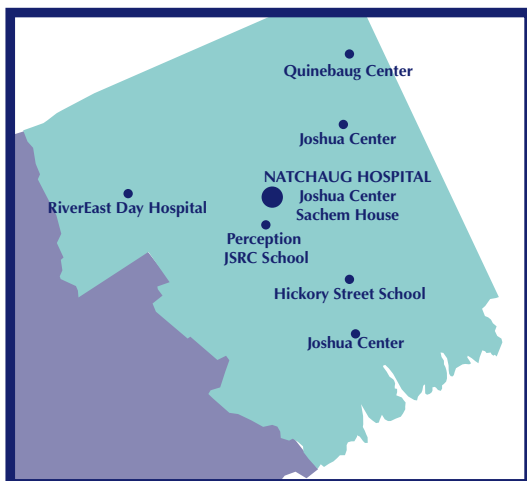 Quinebaug Center
Joshua Center
NATCHAUG HOSPITAL
Joshua Center
Sachem House
RiverEast Day Hospital
Perception
JSRC School
Hickory Street School
Joshua Center